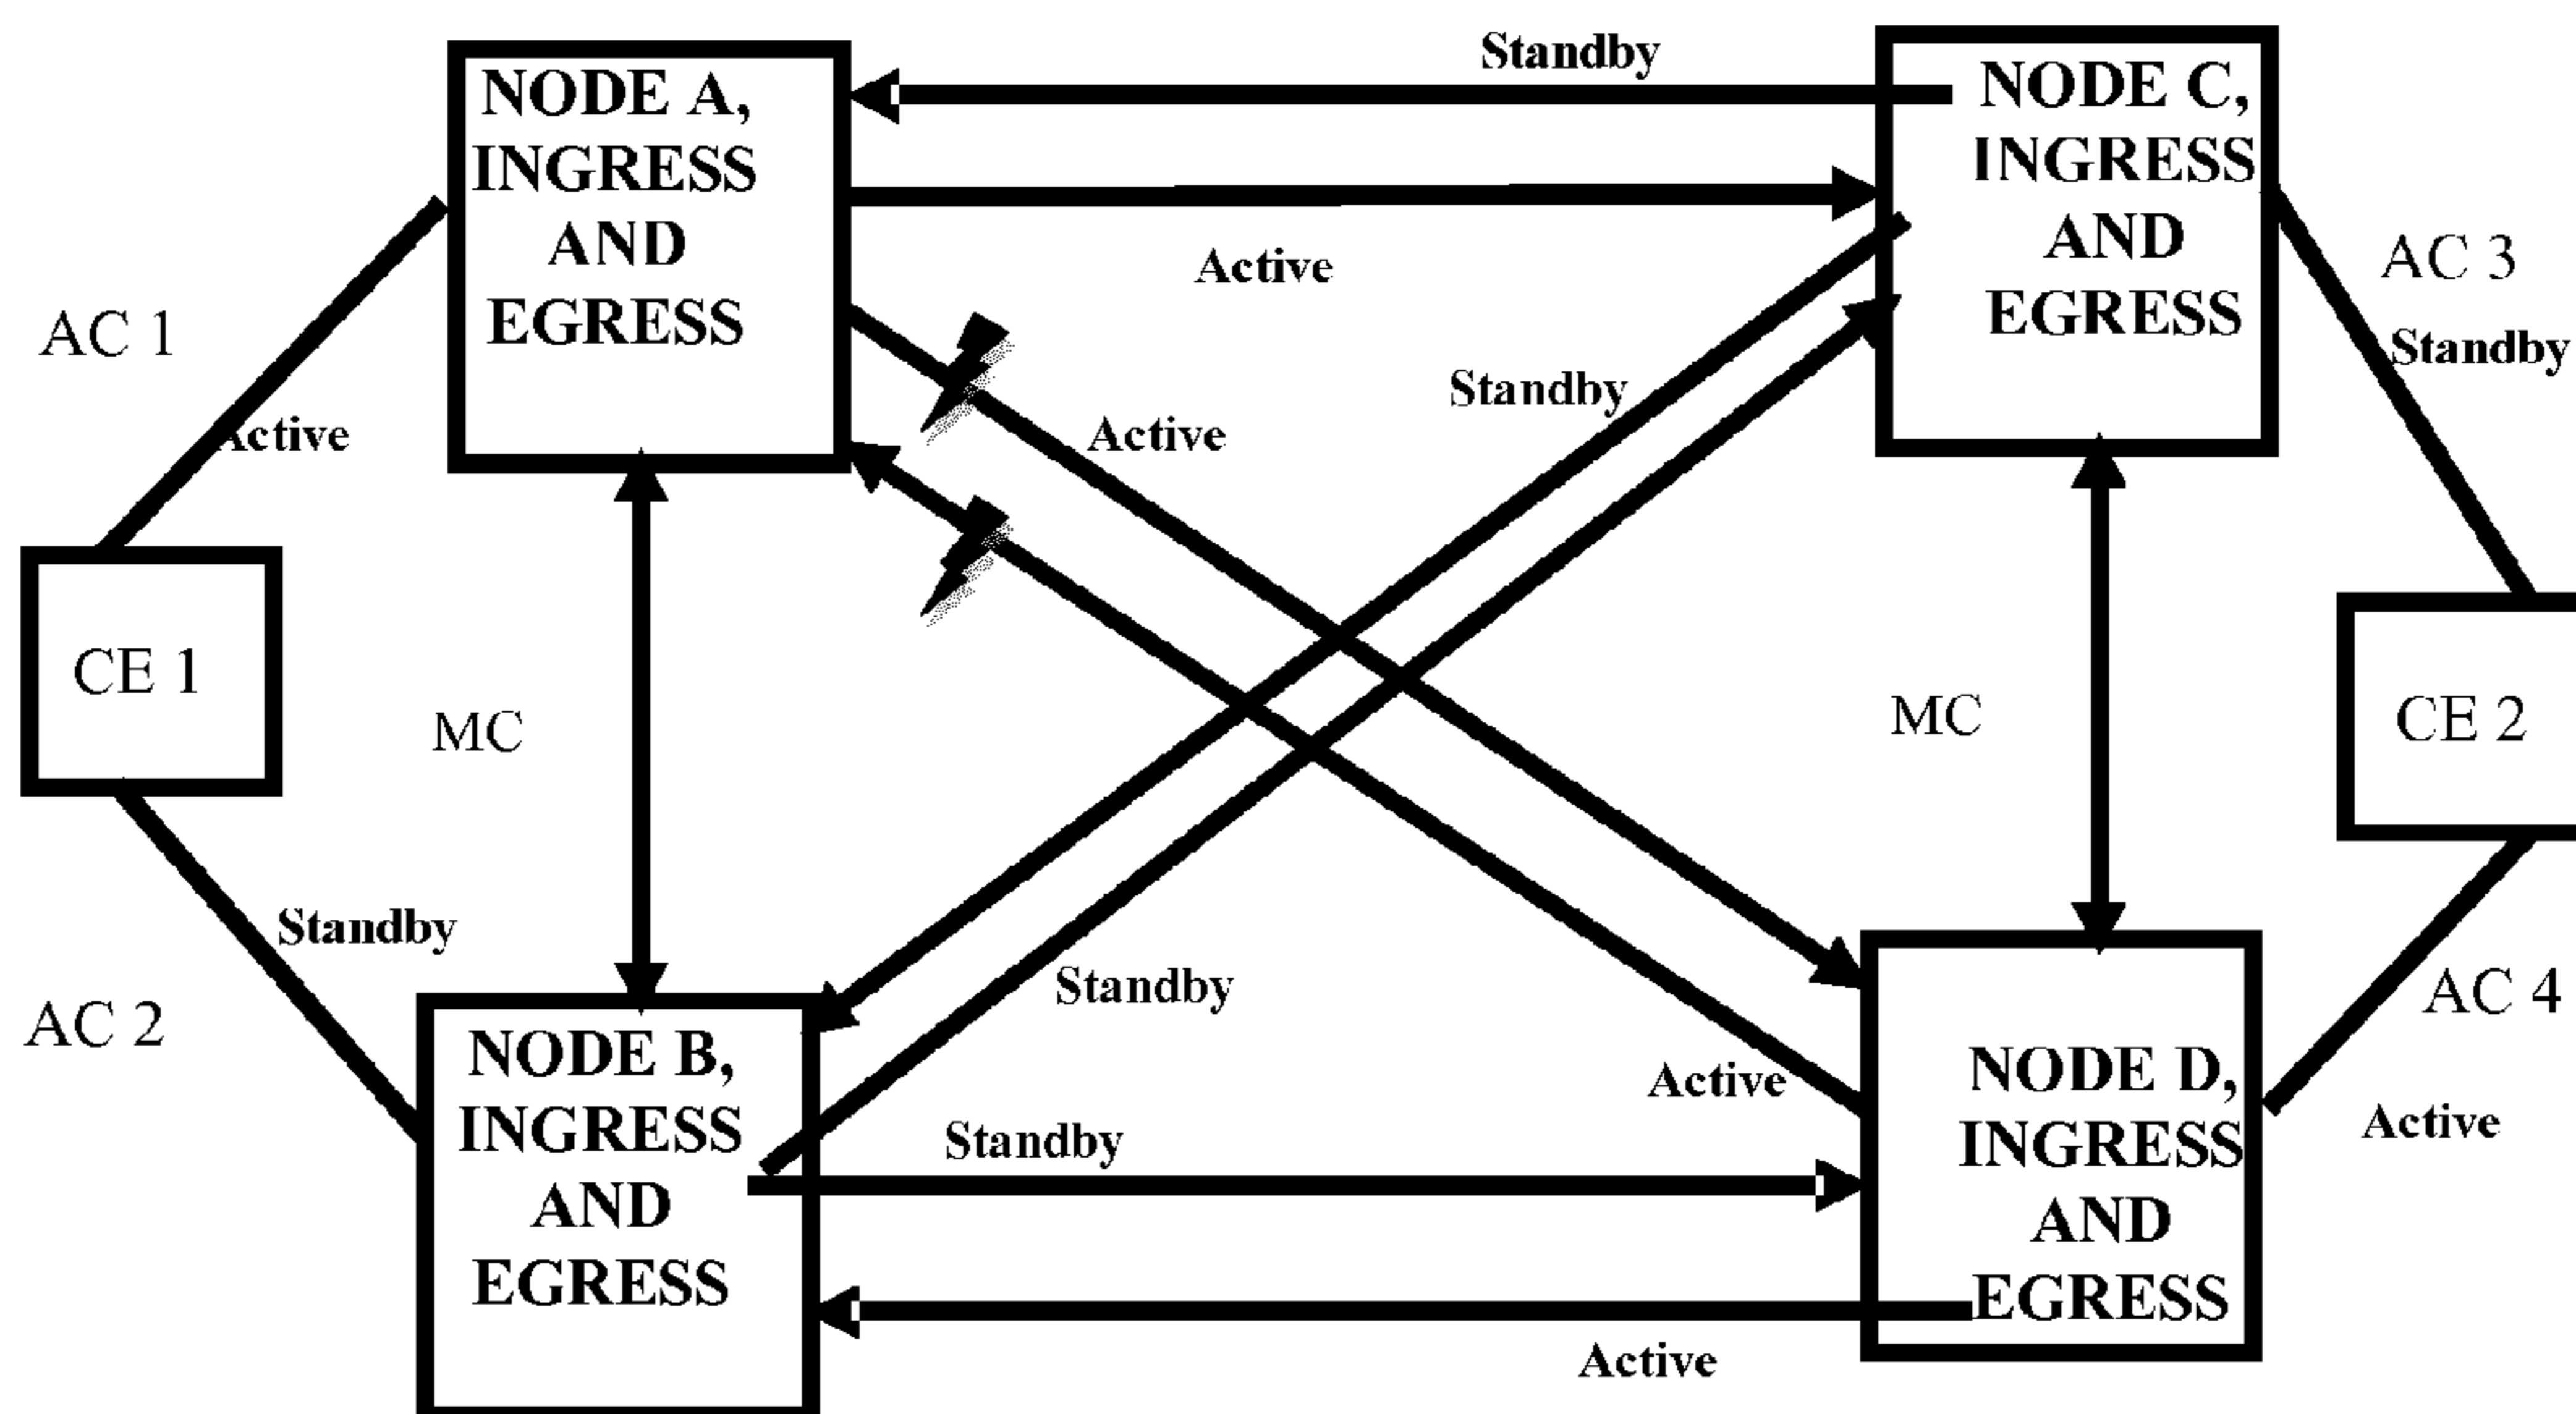 Standby
NODE A,
INGRESS
AND
EGRESS
NODE C,
INGRESS
AND
EGRESS
Active
AC 3
AC 1
Standby
Standby
Active
Active
CE 1
MC
MC
CE 2
Standby
Standby
AC 4
AC 2
NODE B,
INGRESS
AND
EGRESS
Active
NODE D,
INGRESS
AND
EGRESS
Active
Standby
Active